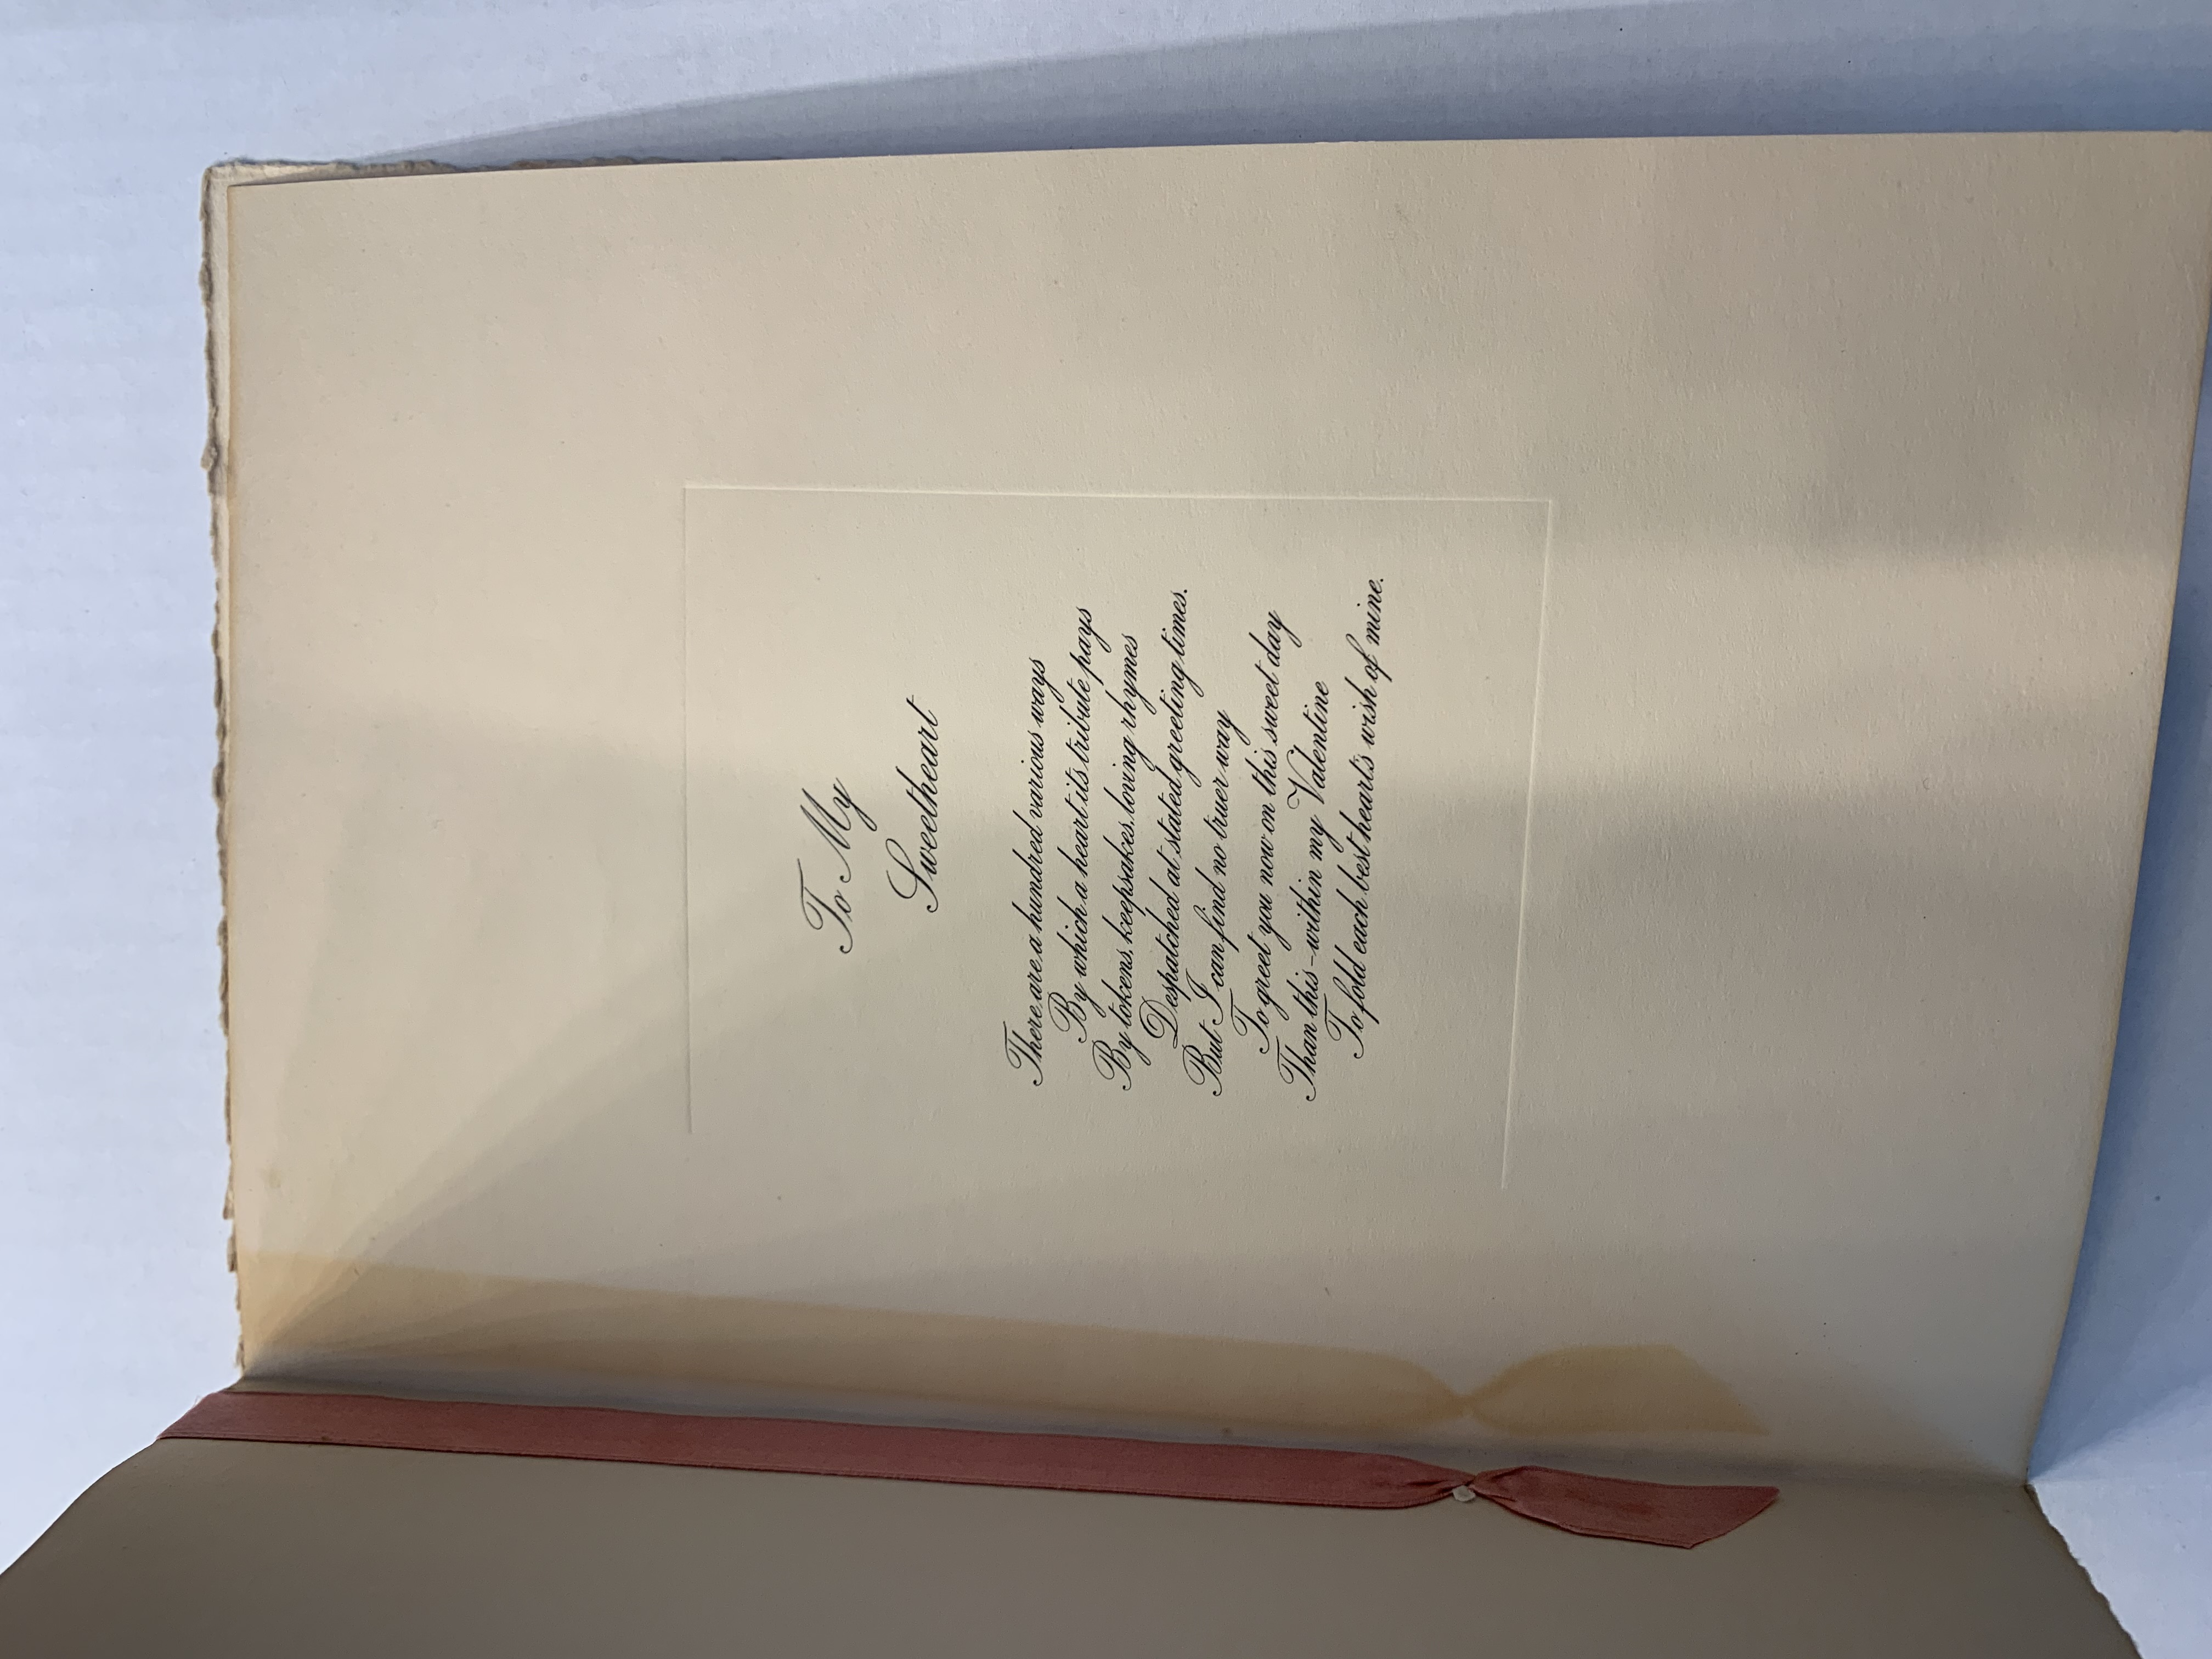 To My
Sweetheart
There are a hundred various ways
By which a heart its tribute pays
By tokens, keepsakes, loving rhymes
Despatched at stated greeting times.
But I can find no truer way
To greet you now on this sweet day
Than this - within my Valentine
To fold each best heart's wish of mine.